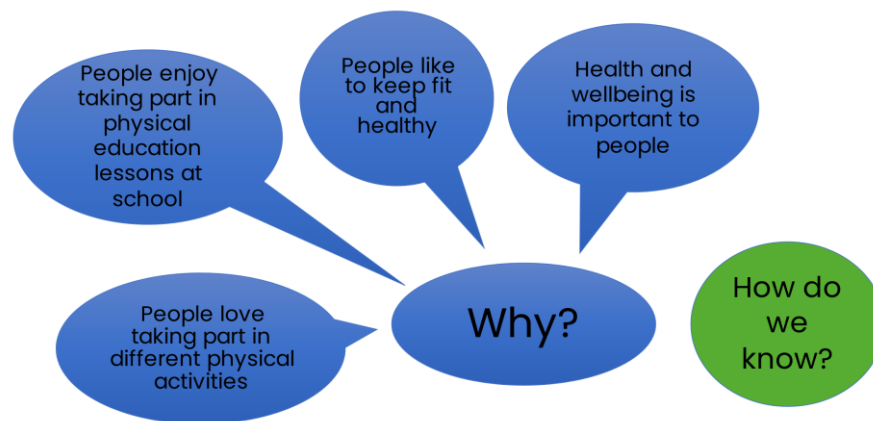 People enjoy
taking part in
physical
education
lessons at
school
People like
to keep fit
and
healthy
Health and
wellbeing is
important to
people
People love
taking part in
different physical
activities
Why?
How do
we
know?